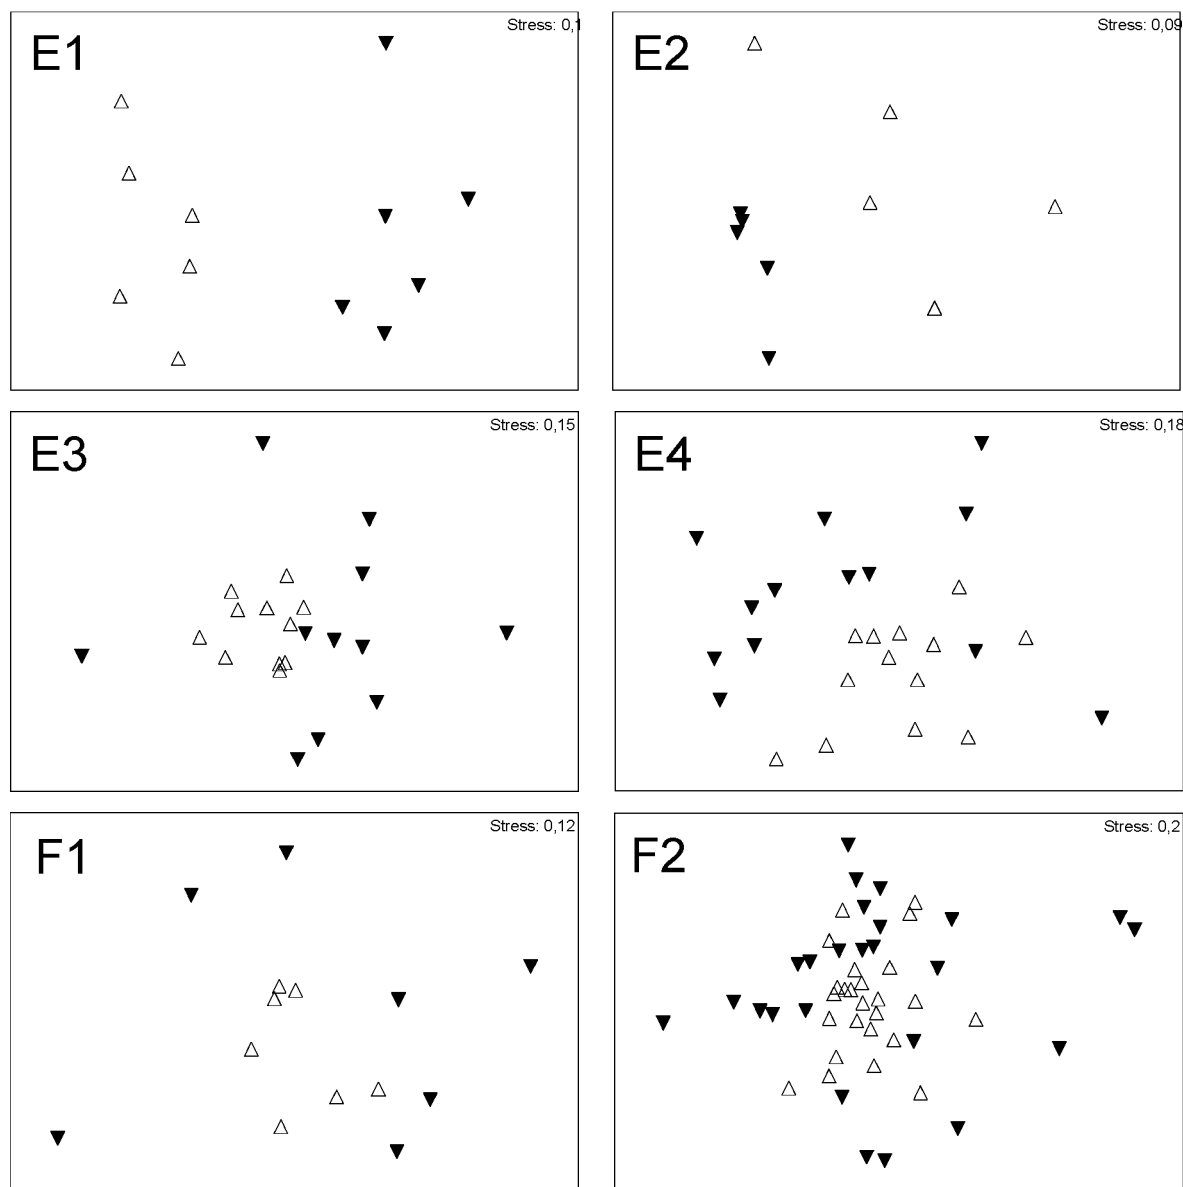 E1
Stress: 0,1
E2
Stress: 0,09
E3
Stress: 0,15
E4
Stress: 0,18
F1
Stress: 0,12
F2
Stress: 0,2